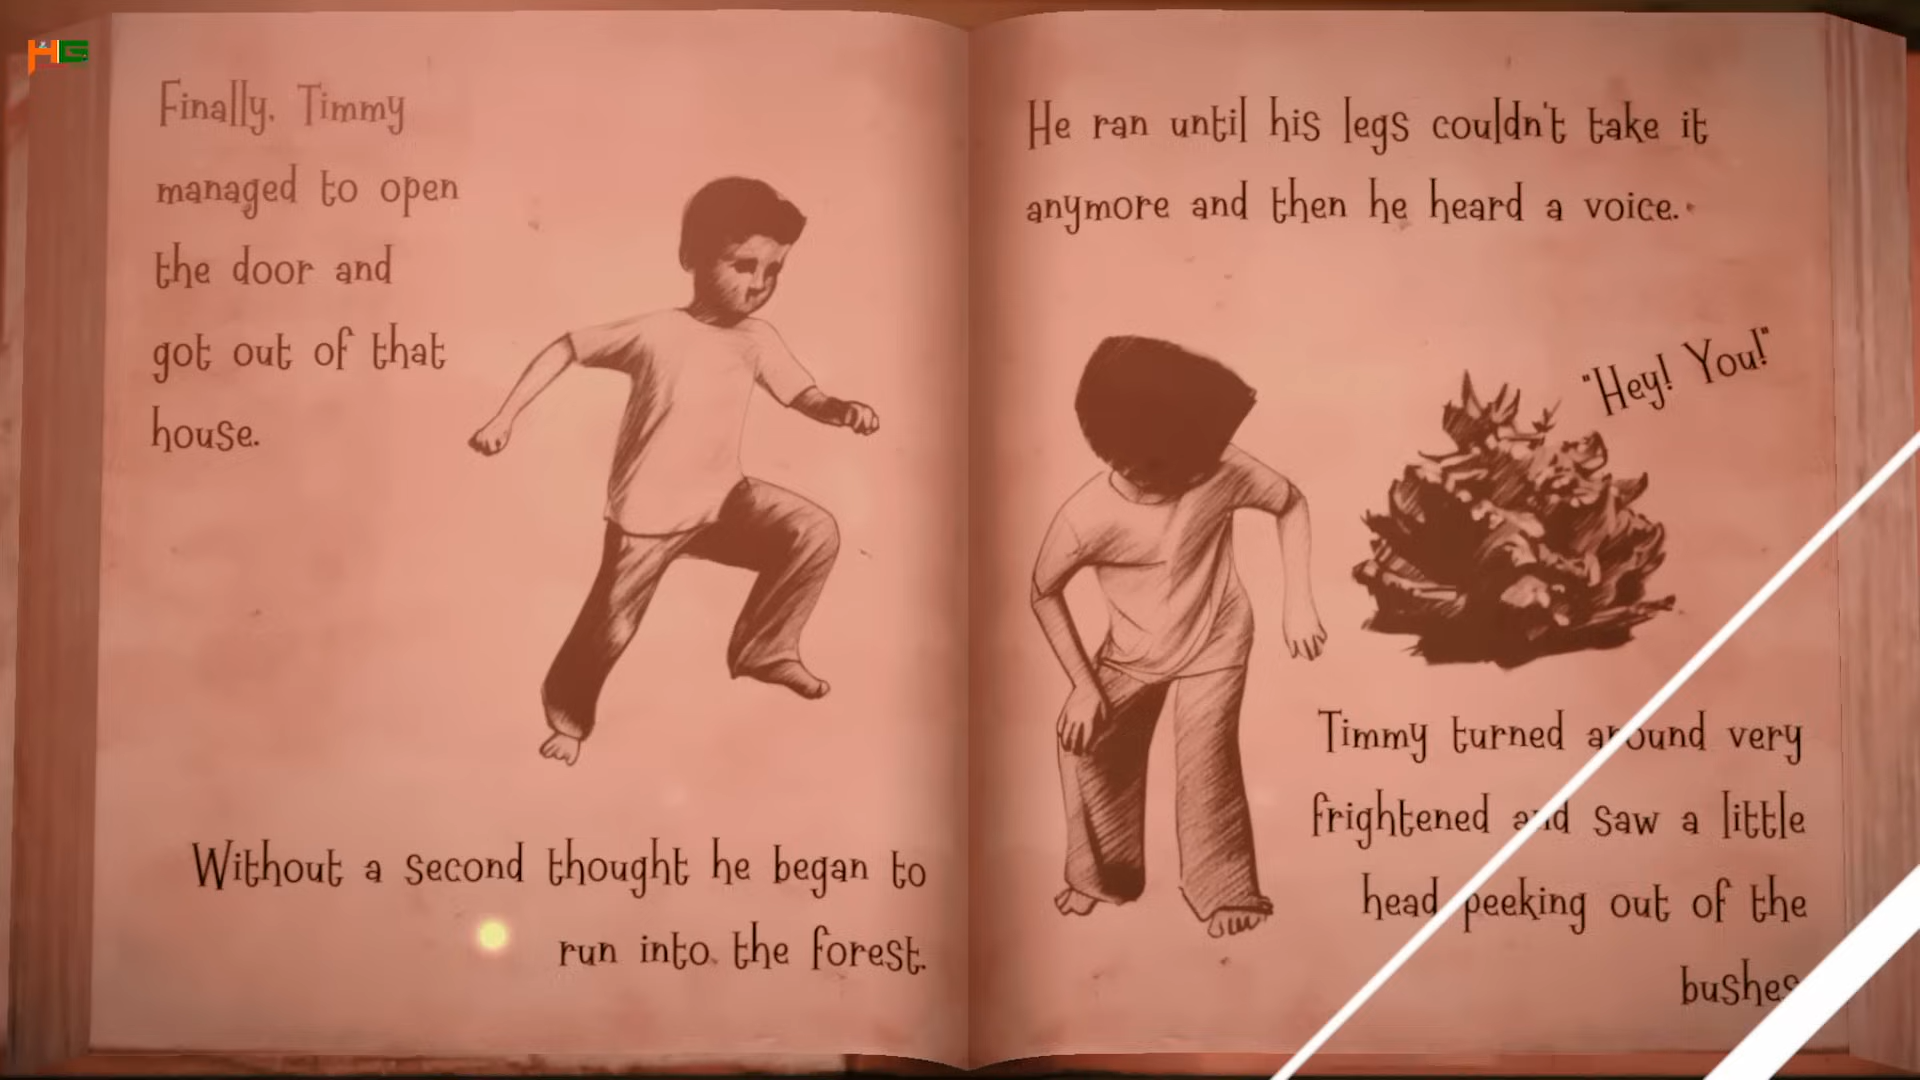 HG
Finally, Timmy
managed to open
the door and
got out of that
house.
Without a second thought he began to
run into the forest.
He ran until his legs couldn't take it
anymore and then he heard a voice.
"Hey! You!"
Timmy turned around very
frightened and saw a little
head peeking out of the
bushes